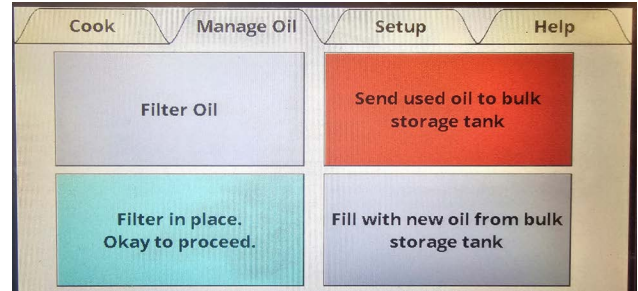 Cook Manage Oil Setup Help
Filter Oil
Send used oil to bulk
storage tank
Filter in place.
Okay to proceed.
Fill with new oil from bulk
storage tank